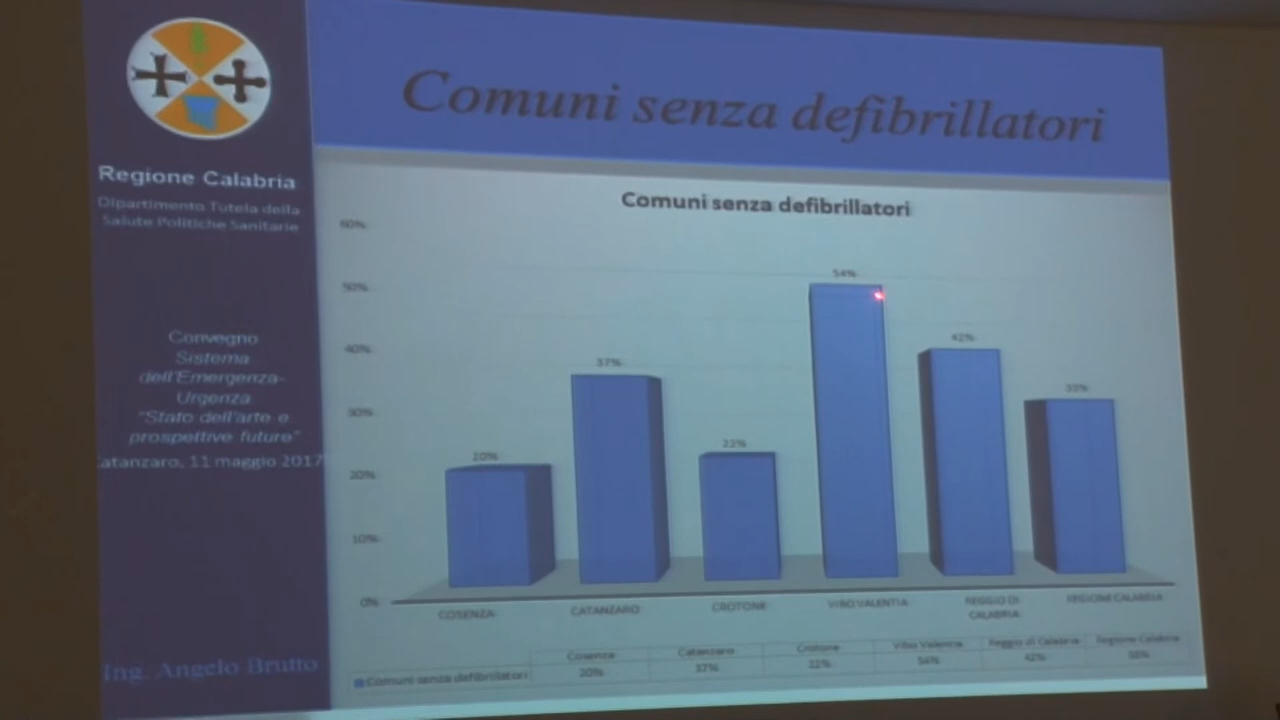 Comuni senza defibrillatori
Regione Calabria
Dipartimento Tutela della
Salute Politiche Sanitarie
Convegno
Sistema
dell'Emergenza-
Urgenza
"Stato dell'arte e
prospettive future"
atanzaro, 11 maggio 2017
Ing. Angelo Brutto
Comuni senza defibrillatori
60%
50%
40%
30%
20%
10%
0%
20%
37%
22%
54%
42%
33%
COSENZA
CATANZARO
CROTONE
VIBO VALENTIA
REGGIO DI
CALABRIA
REGIONE CALABRIA
Cosenza Catanzaro Crotone Vibo Valentia Reggio di Calabria Regione Calabria
Comuni senza defibrillatori 20% 37% 22% 54% 42%